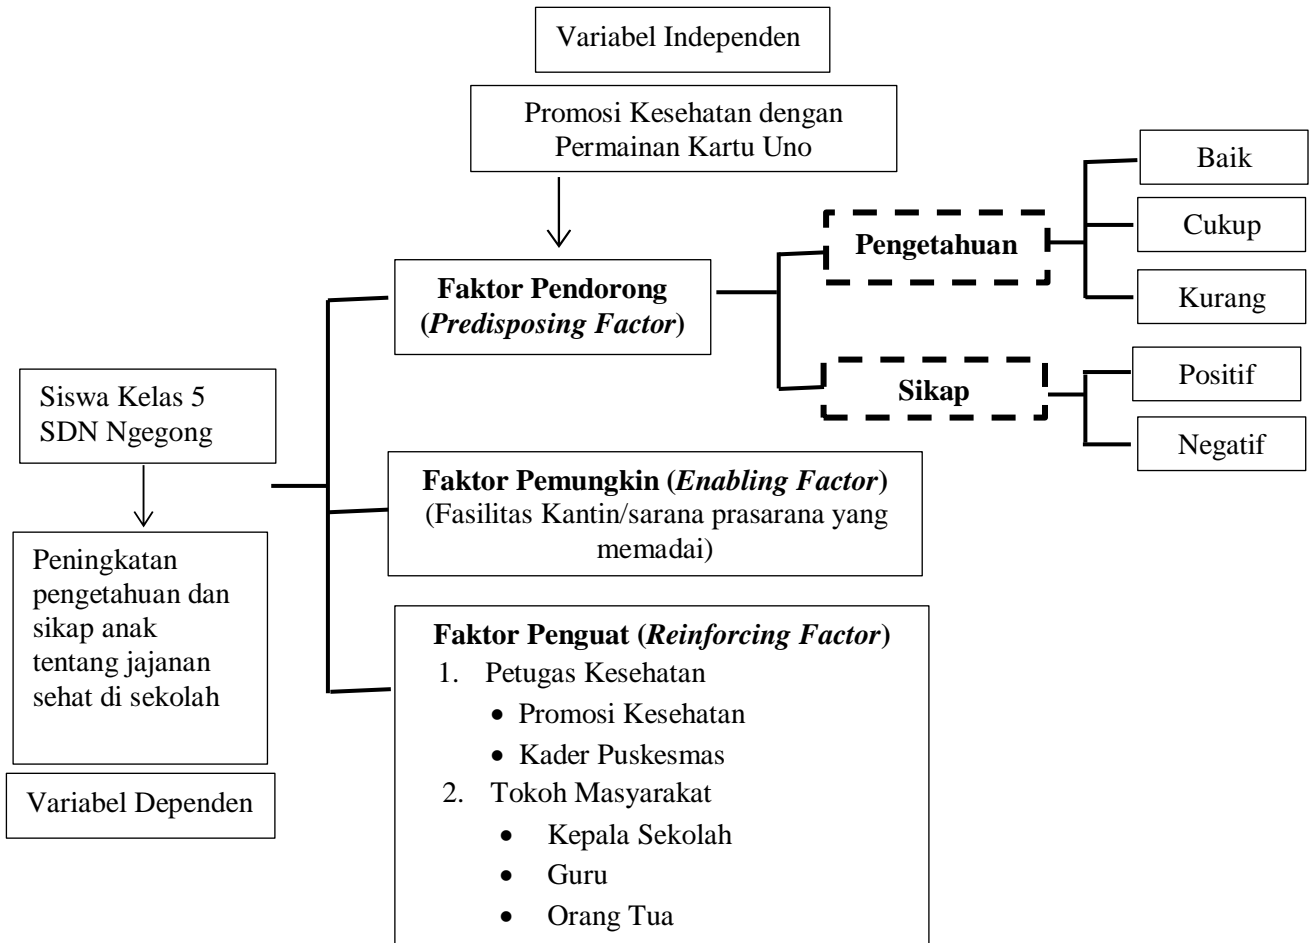 Variabel Independen
Promosi Kesehatan dengan
Permainan Kartu Uno
Faktor Pendorong
(Predisposing Factor)
Pengetahuan
Baik
Cukup
Kurang
Sikap
Positif
Negatif
Siswa Kelas 5
SDN Ngegong
Peningkatan
pengetahuan dan
sikap anak
tentang jajanan
sehat di sekolah
Variabel Dependen
Faktor Pemungkin (Enabling Factor)
(Fasilitas Kantin/sarana prasarana yang
memadai)
Faktor Penguat (Reinforcing Factor)
1. Petugas Kesehatan
• Promosi Kesehatan
• Kader Puskesmas
2. Tokoh Masyarakat
• Kepala Sekolah
• Guru
• Orang Tua